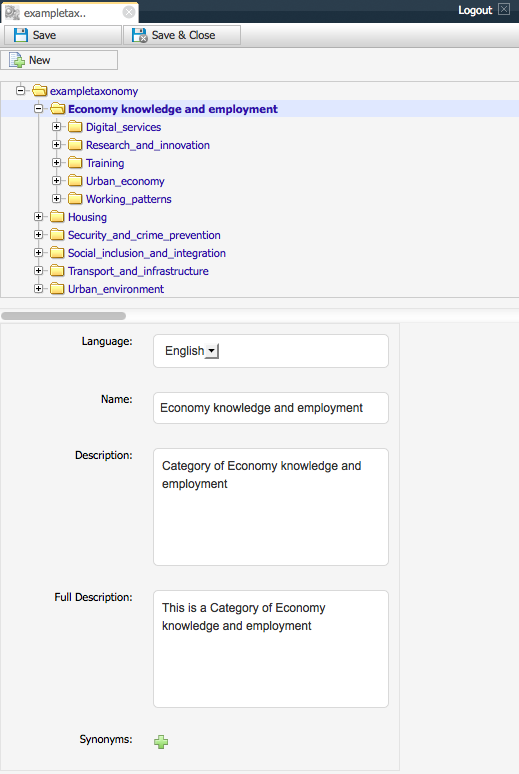 exampletax..
Logout
Save
Save & Close
New
exampletaxonomy
Economy knowledge and employment
Digital_services
Research_and_innovation
Training
Urban_economy
Working_patterns
Housing
Security_and_crime_prevention
Social_inclusion_and_integration
Transport_and_infrastructure
Urban_environment
Language:
English
Name:
Economy knowledge and employment
Description:
Category of Economy knowledge and
employment
Full Description:
This is a Category of Economy
knowledge and employment
Synonyms: